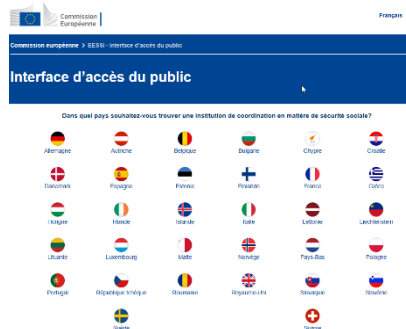 Commission
Européenne
Français
Commission européenne > EESSI - Interface d'accès du public
Interface d'accès du public
Dans quel pays souhaitez-vous trouver une institution de coordination en matière de sécurité sociale?
Allemagne Autriche Belgique Bulgarie Chypre Croatie
Danemark Espagne Estonie Finlande France Grèce
Hongrie Irlande Islande Italie Lettonie Liechtenstein
Lituanie Luxembourg Malte Norvège Pays-Bas Pologne
Portugal République tchèque Roumanie Royaume-Uni Slovaquie Slovénie
Suède Suisse